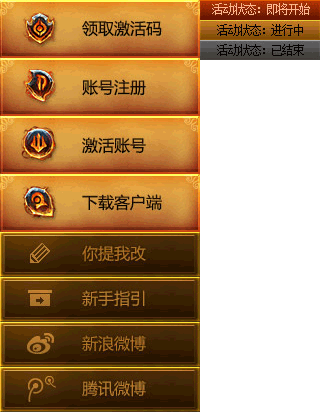 领取激活码
账号注册
激活账号
下载客户端
你提我改
新手指引
新浪微博
腾讯微博
活动状态：即将开始
活动状态：进行中
活动状态：已结束